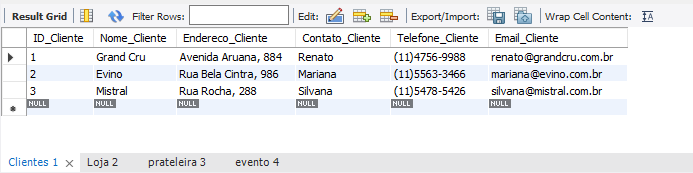 Result Grid Filter Rows: Edit: Export/Import: Wrap Cell Content: IA
ID_Cliente Nome_Cliente Endereco_Cliente Contato_Cliente Telefone_Cliente Email_Cliente
1 Grand Cru Avenida Aruana, 884 Renato (11)4756-9988 renato@grandcru.com.br
2 Evino Rua Bela Cintra, 986 Mariana (11)5563-3466 mariana@evino.com.br
3 Mistral Rua Rocha, 288 Silvana (11)5478-5426 silvana@mistral.com.br
NULL NULL NULL NULL NULL NULL
Clientes 1 × Loja 2 prateleira 3 evento 4